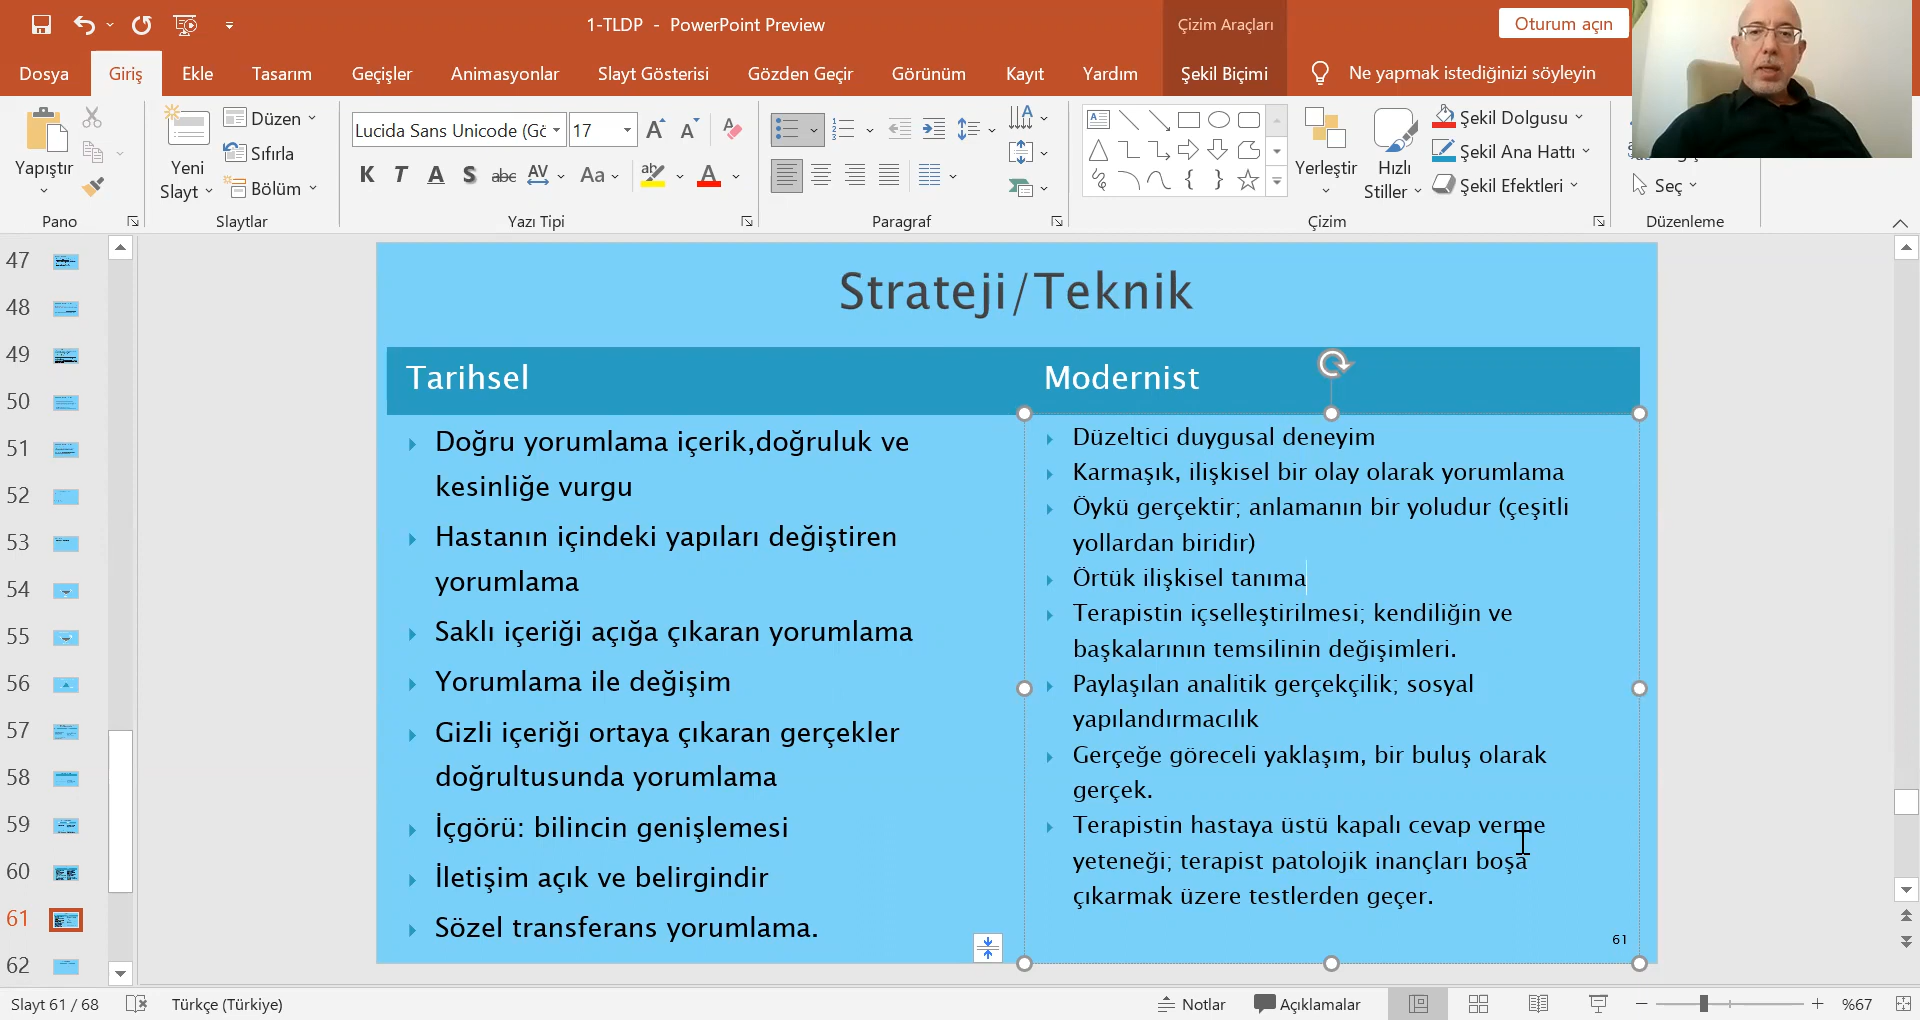 1-TLDP - PowerPoint Preview
Çizim Araçları
Oturum açın
Dosya
Giriş
Ekle
Tasarım
Geçişler
Animasyonlar
Slayt Gösterisi
Gözden Geçir
Görünüm
Kayıt
Yardım
Şekil Biçimi
Ne yapmak istediğinizi söyleyin
Yapıştır
Yeni
Slayt
Düzen
Sıfırla
Bölüm
Lucida Sans Unicode (Gö
17
K T A S abc AV Aa A
Yerleştir
Hızlı
Stiller
Şekil Dolgusu
Şekil Ana Hattı
Şekil Efektleri
Seç
Pano
Slaytlar
Yazı Tipi
Paragraf
Çizim
Düzenleme
47
48
49
50
51
52
53
54
55
56
57
58
59
60
61
62
Strateji/Teknik
Tarihsel
Doğru yorumlama içerik,doğruluk ve
kesinliğe vurgu
Hastanın içindeki yapıları değiştiren
yorumlama
Saklı içeriği açığa çıkaran yorumlama
Yorumlama ile değişim
Gizli içeriği ortaya çıkaran gerçekler
doğrultusunda yorumlama
İçgörü: bilincin genişlemesi
İletişim açık ve belirgindir
Sözel transferans yorumlama.
Modernist
Düzeltici duygusal deneyim
Karmaşık, ilişkisel bir olay olarak yorumlama
Öykü gerçektir; anlamanın bir yoludur (çeşitli
yollardan biridir)
Örtük ilişkisel tanıma
Terapistin içselleştirilmesi; kendiliğin ve
başkalarının temsilinin değişimleri.
Paylaşılan analitik gerçekçilik; sosyal
yapılandırmacılık
Gerçeğe göreceli yaklaşım, bir buluş olarak
gerçek.
Terapistin hastaya üstü kapalı cevap verme
yeteneği; terapist patolojik inançları boşa
çıkarmak üzere testlerden geçer.
61
Slayt 61 / 68
Türkçe (Türkiye)
Notlar
Açıklamalar
%67